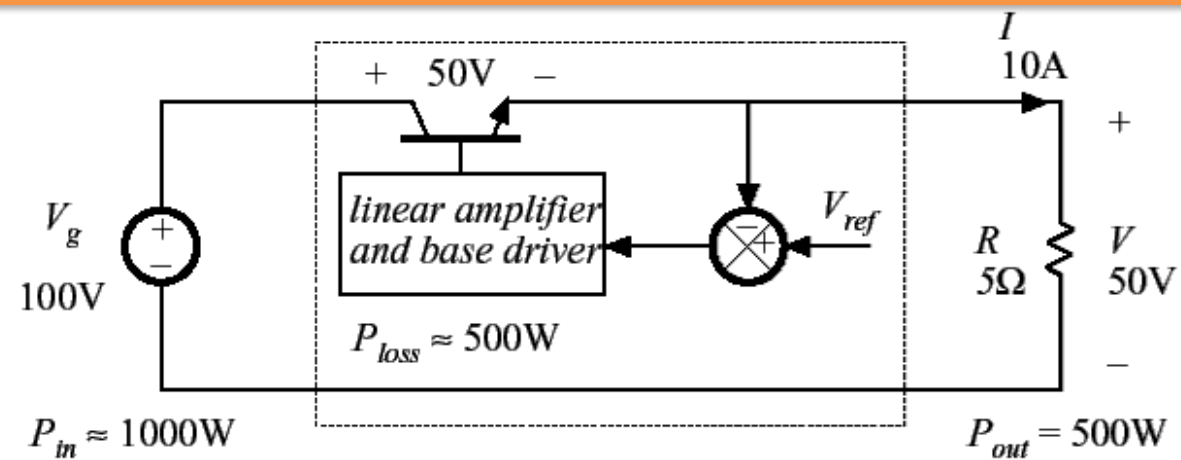 I
10A
+ 50V –
+
V_g
+
–
100V
linear amplifier
and base driver
–
+
V_ref
R
5Ω
V
50V
P_loss ≈ 500W
–
P_in ≈ 1000W
P_out = 500W